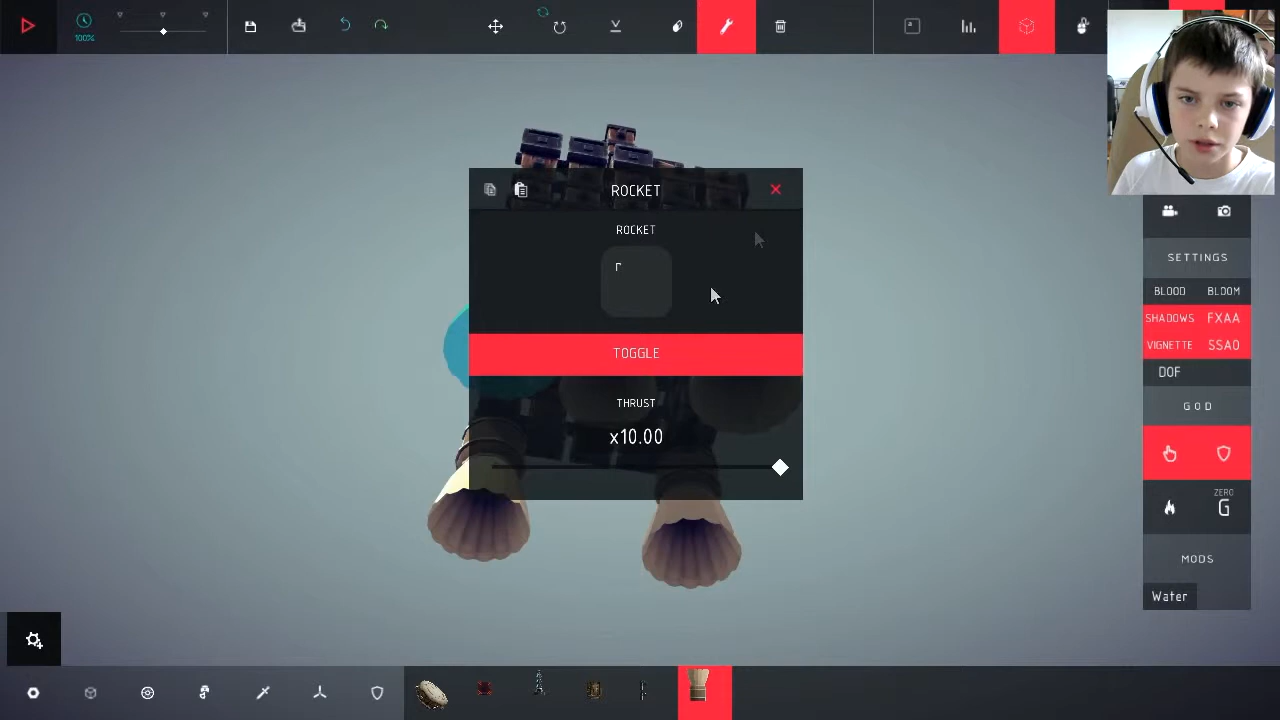 100%
ROCKET
ROCKET
r
TOGGLE
THRUST
x10.00
SETTINGS
BLOOD BLOOM
SHADOWS FXAA
VIGNETTE SSAO
DOF
GOD
ZERO
G
MODS
Water